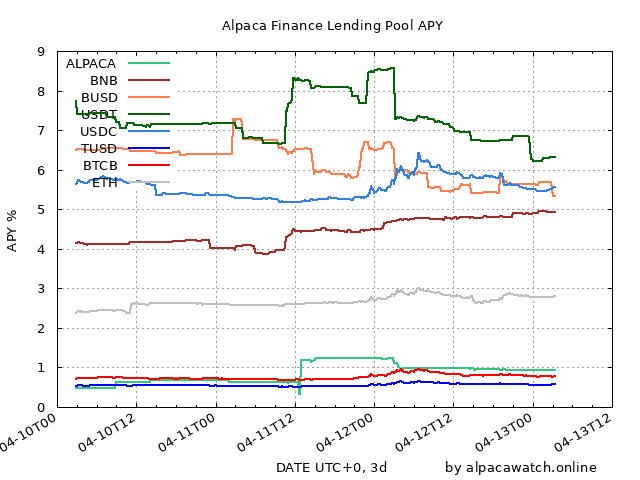 Alpaca Finance Lending Pool APY
9
8
7
6
5
4
3
2
1
0
APY %
ALPACA
BNB
BUSD
USDT
USDC
TUSD
BTCB
ETH
04-10T00
04-10T12
04-11T00
04-11T12
04-12T00
04-12T12
04-13T00
04-13T12
DATE UTC+0, 3d
by alpacawatch.online